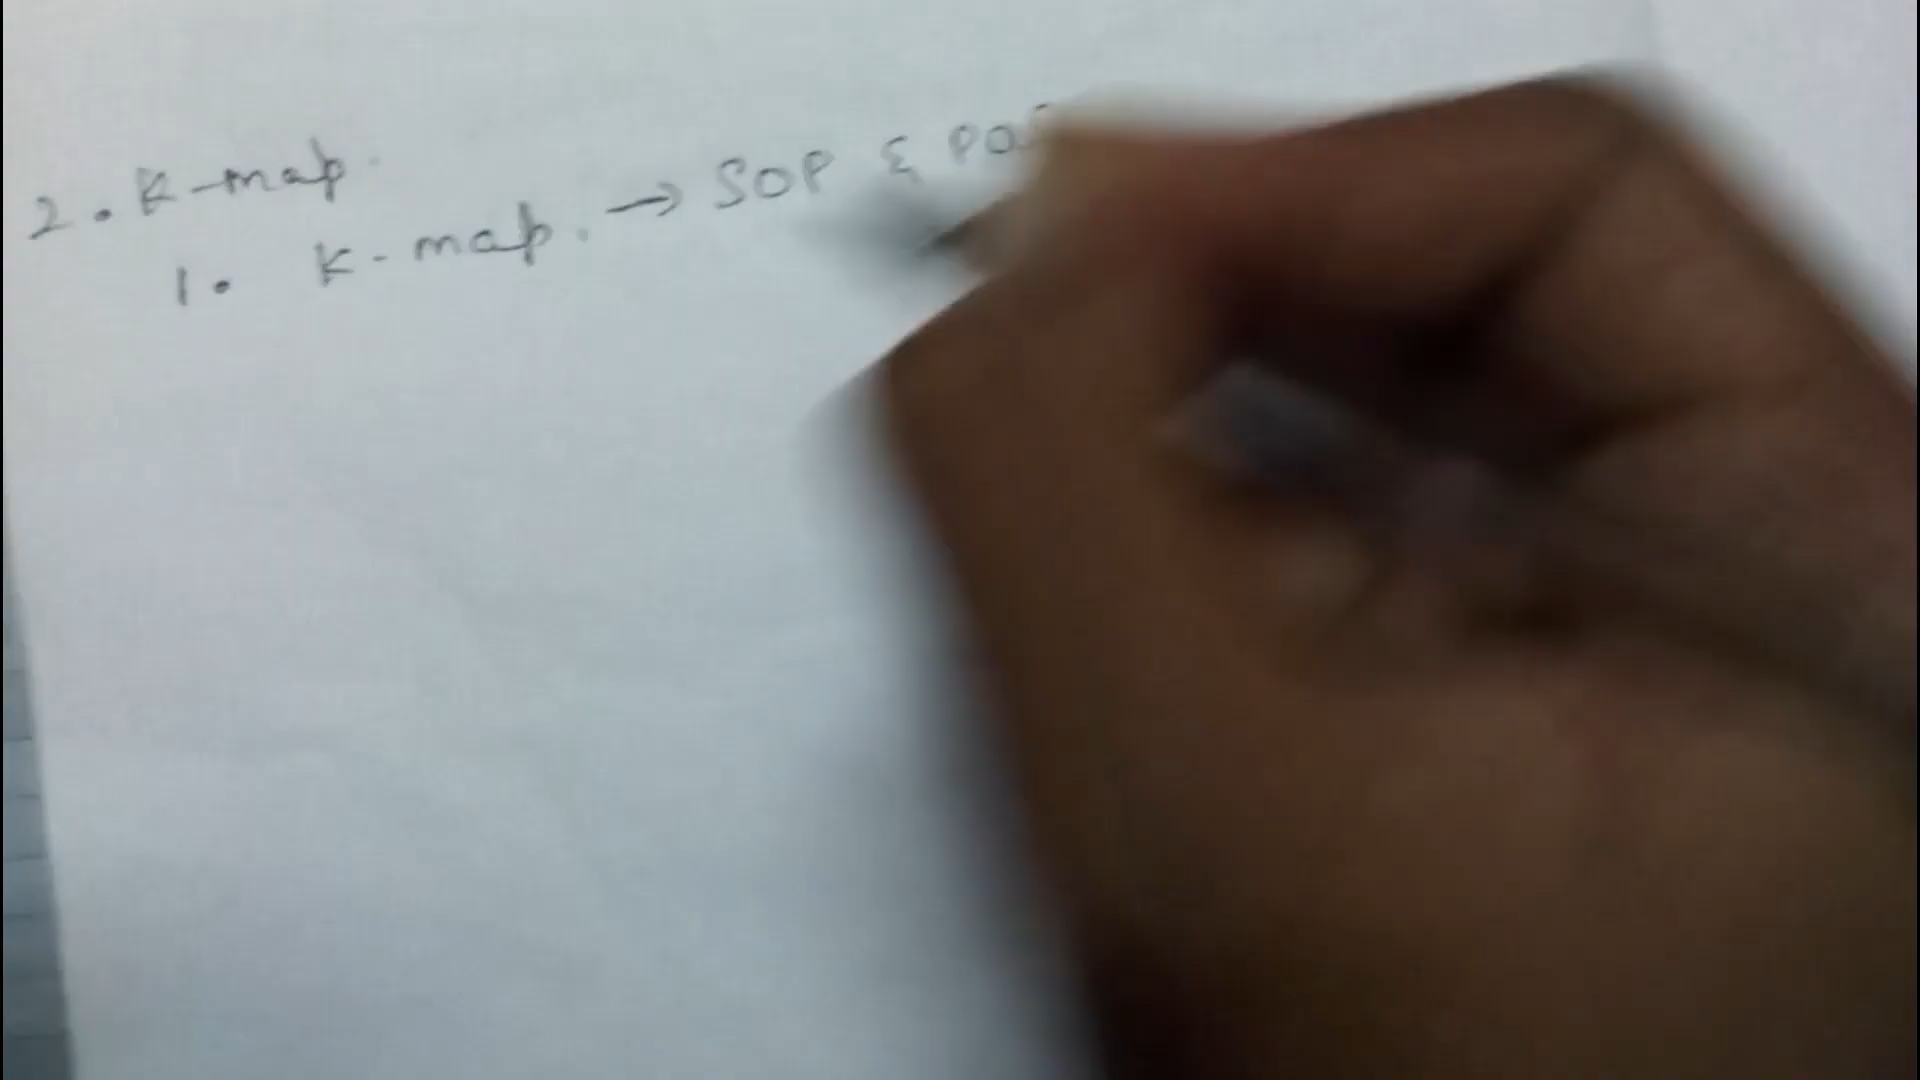 2. K-map.
1. K-map. → SOP & PO